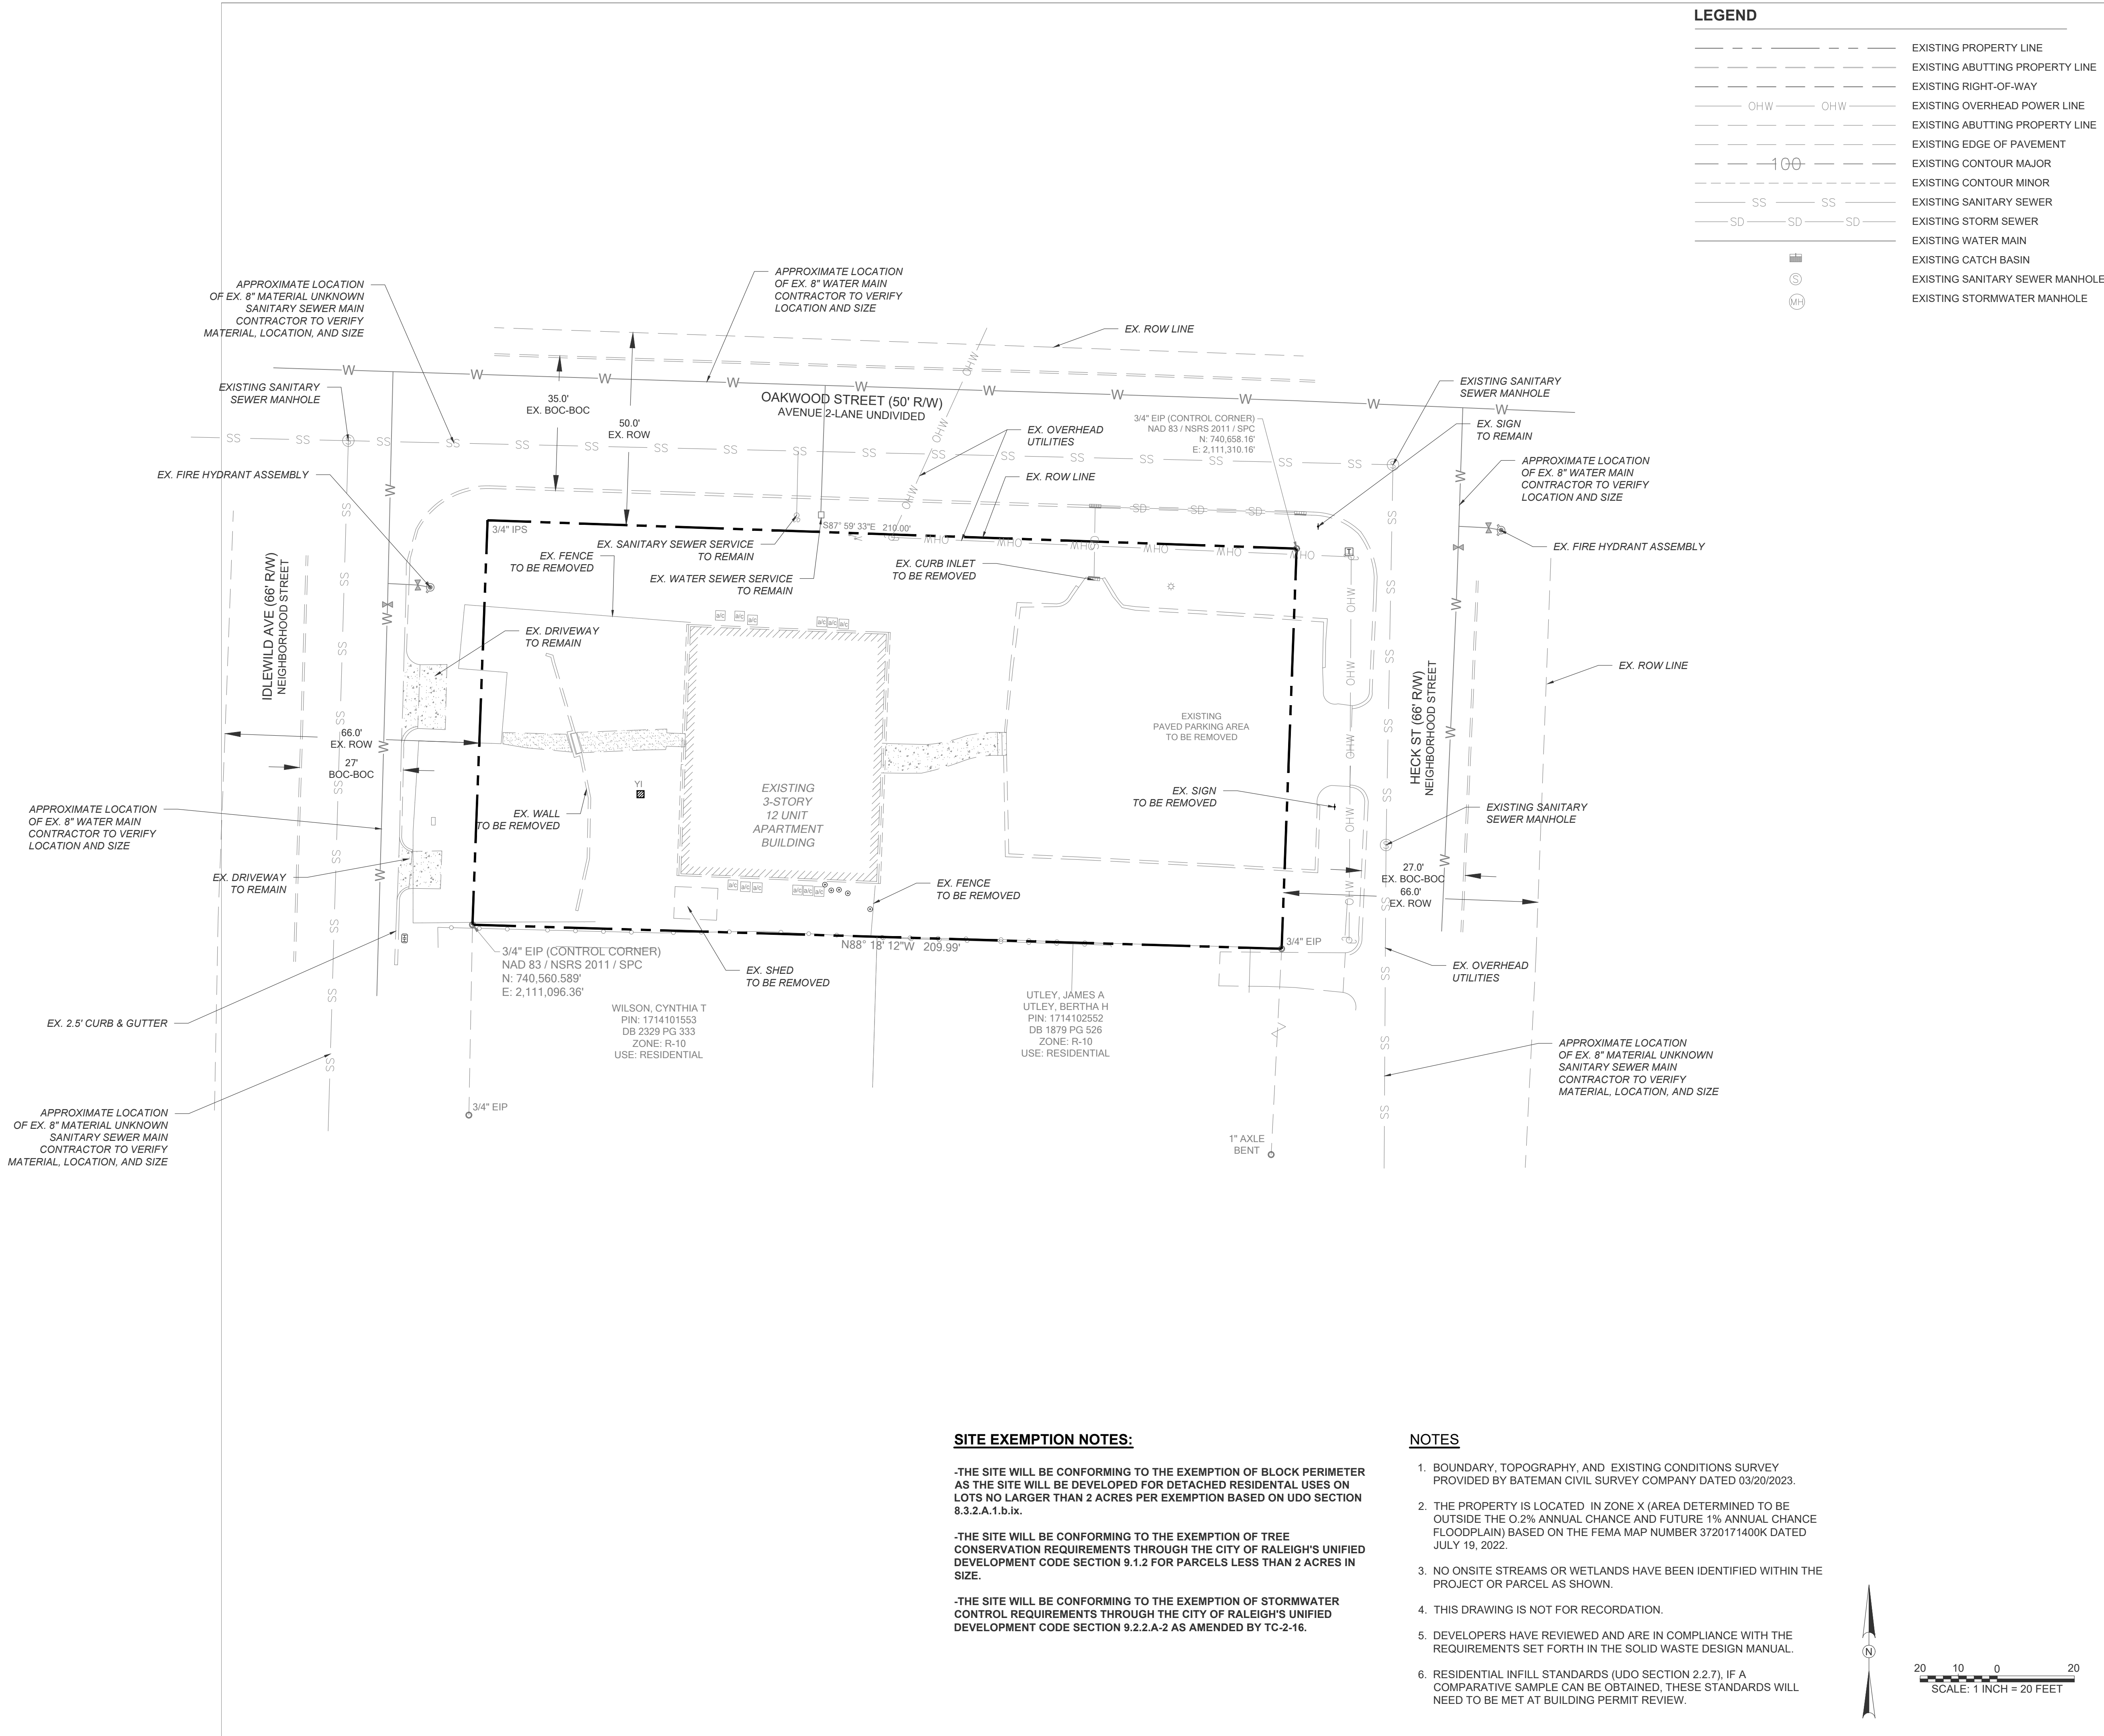 LEGEND
EXISTING PROPERTY LINE
EXISTING ABUTTING PROPERTY LINE
EXISTING RIGHT-OF-WAY
OHW OHW EXISTING OVERHEAD POWER LINE
EXISTING ABUTTING PROPERTY LINE
EXISTING EDGE OF PAVEMENT
100 EXISTING CONTOUR MAJOR
EXISTING CONTOUR MINOR
SS SS EXISTING SANITARY SEWER
SD SD SD EXISTING STORM SEWER
EXISTING WATER MAIN
EXISTING CATCH BASIN
S EXISTING SANITARY SEWER MANHOLE
MH EXISTING STORMWATER MANHOLE
APPROXIMATE LOCATION
OF EX. 8" MATERIAL UNKNOWN
SANITARY SEWER MAIN
CONTRACTOR TO VERIFY
MATERIAL, LOCATION, AND SIZE
APPROXIMATE LOCATION
OF EX. 8" WATER MAIN
CONTRACTOR TO VERIFY
LOCATION AND SIZE
EX. ROW LINE
EXISTING SANITARY
SEWER MANHOLE
35.0'
EX. BOC-BOC
50.0'
EX. ROW
OAKWOOD STREET (50' R/W)
AVENUE 2-LANE UNDIVIDED
3/4" EIP (CONTROL CORNER)
NAD 83 / NSRS 2011 / SPC
N: 740,658.16'
E: 2,111,310.16'
EXISTING SANITARY
SEWER MANHOLE
EX. SIGN
TO REMAIN
EX. OVERHEAD
UTILITIES
EX. ROW LINE
APPROXIMATE LOCATION
OF EX. 8" WATER MAIN
CONTRACTOR TO VERIFY
LOCATION AND SIZE
EX. FIRE HYDRANT ASSEMBLY
EX. FIRE HYDRANT ASSEMBLY
3/4" IPS
S87° 59' 33"E 210.00'
EX. SANITARY SEWER SERVICE
TO REMAIN
EX. FENCE
TO BE REMOVED
EX. WATER SEWER SERVICE
TO REMAIN
EX. CURB INLET
TO BE REMOVED
IDLEWILD AVE (66' R/W)
NEIGHBORHOOD STREET
EX. DRIVEWAY
TO REMAIN
66.0'
EX. ROW
27'
BOC-BOC
EXISTING
PAVED PARKING AREA
TO BE REMOVED
HECK ST (66' R/W)
NEIGHBORHOOD STREET
EX. ROW LINE
YI
EXISTING
3-STORY
12 UNIT
APARTMENT
BUILDING
EX. WALL
TO BE REMOVED
EX. SIGN
TO BE REMOVED
EXISTING SANITARY
SEWER MANHOLE
APPROXIMATE LOCATION
OF EX. 8" WATER MAIN
CONTRACTOR TO VERIFY
LOCATION AND SIZE
EX. DRIVEWAY
TO REMAIN
EX. FENCE
TO BE REMOVED
27.0'
EX. BOC-BOC
66.0'
EX. ROW
N88° 18' 12"W 209.99'
3/4" EIP
3/4" EIP (CONTROL CORNER)
NAD 83 / NSRS 2011 / SPC
N: 740,560.589'
E: 2,111,096.36'
EX. SHED
TO BE REMOVED
EX. OVERHEAD
UTILITIES
EX. 2.5' CURB & GUTTER
WILSON, CYNTHIA T
PIN: 1714101553
DB 2329 PG 333
ZONE: R-10
USE: RESIDENTIAL
UTLEY, JAMES A
UTLEY, BERTHA H
PIN: 1714102552
DB 1879 PG 526
ZONE: R-10
USE: RESIDENTIAL
APPROXIMATE LOCATION
OF EX. 8" MATERIAL UNKNOWN
SANITARY SEWER MAIN
CONTRACTOR TO VERIFY
MATERIAL, LOCATION, AND SIZE
APPROXIMATE LOCATION
OF EX. 8" MATERIAL UNKNOWN
SANITARY SEWER MAIN
CONTRACTOR TO VERIFY
MATERIAL, LOCATION, AND SIZE
3/4" EIP
1" AXLE
BENT
SITE EXEMPTION NOTES:
-THE SITE WILL BE CONFORMING TO THE EXEMPTION OF BLOCK PERIMETER
AS THE SITE WILL BE DEVELOPED FOR DETACHED RESIDENTAL USES ON
LOTS NO LARGER THAN 2 ACRES PER EXEMPTION BASED ON UDO SECTION
8.3.2.A.1.b.ix.
-THE SITE WILL BE CONFORMING TO THE EXEMPTION OF TREE
CONSERVATION REQUIREMENTS THROUGH THE CITY OF RALEIGH'S UNIFIED
DEVELOPMENT CODE SECTION 9.1.2 FOR PARCELS LESS THAN 2 ACRES IN
SIZE.
-THE SITE WILL BE CONFORMING TO THE EXEMPTION OF STORMWATER
CONTROL REQUIREMENTS THROUGH THE CITY OF RALEIGH'S UNIFIED
DEVELOPMENT CODE SECTION 9.2.2.A-2 AS AMENDED BY TC-2-16.
NOTES
1. BOUNDARY, TOPOGRAPHY, AND EXISTING CONDITIONS SURVEY
PROVIDED BY BATEMAN CIVIL SURVEY COMPANY DATED 03/20/2023.
2. THE PROPERTY IS LOCATED IN ZONE X (AREA DETERMINED TO BE
OUTSIDE THE O.2% ANNUAL CHANCE AND FUTURE 1% ANNUAL CHANCE
FLOODPLAIN) BASED ON THE FEMA MAP NUMBER 3720171400K DATED
JULY 19, 2022.
3. NO ONSITE STREAMS OR WETLANDS HAVE BEEN IDENTIFIED WITHIN THE
PROJECT OR PARCEL AS SHOWN.
4. THIS DRAWING IS NOT FOR RECORDATION.
5. DEVELOPERS HAVE REVIEWED AND ARE IN COMPLIANCE WITH THE
REQUIREMENTS SET FORTH IN THE SOLID WASTE DESIGN MANUAL.
6. RESIDENTIAL INFILL STANDARDS (UDO SECTION 2.2.7), IF A
COMPARATIVE SAMPLE CAN BE OBTAINED, THESE STANDARDS WILL
NEED TO BE MET AT BUILDING PERMIT REVIEW.
N
20 10 0 20
SCALE: 1 INCH = 20 FEET